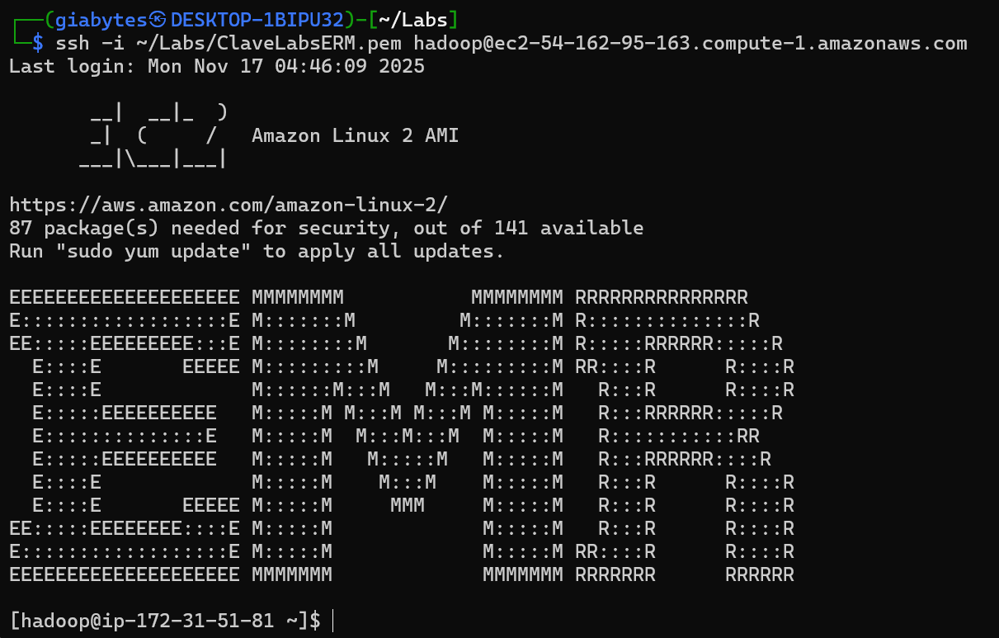 ┌──(giabytes㉿DESKTOP-1BIPU32)-[~/Labs]
└─$ ssh -i ~/Labs/ClaveLabsERM.pem hadoop@ec2-54-162-95-163.compute-1.amazonaws.com
Last login: Mon Nov 17 04:46:09 2025

       __|  __|_  )
       _|  (     /   Amazon Linux 2 AMI
      ___|\___|___|

https://aws.amazon.com/amazon-linux-2/
87 package(s) needed for security, out of 141 available
Run "sudo yum update" to apply all updates.

EEEEEEEEEEEEEEEEEEEE MMMMMMMM           MMMMMMMM RRRRRRRRRRRRRRR
E::::::::::::::::::E M:::::::M         M:::::::M R::::::::::::::R
EE:::::EEEEEEEEE:::E M::::::::M       M::::::::M R:::::RRRRRR:::::R
  E::::E       EEEEE M:::::::::M     M:::::::::M RR::::R      R::::R
  E::::E             M::::::M:::M   M:::M::::::M   R:::R      R::::R
  E:::::EEEEEEEEEE   M:::::M M:::M M:::M M:::::M   R:::RRRRRR:::::R
  E::::::::::::::E   M:::::M  M:::M:::M  M:::::M   R:::::::::::RR
  E:::::EEEEEEEEEE   M:::::M   M:::::M   M:::::M   R:::RRRRRR::::R
  E::::E             M:::::M    M:::M    M:::::M   R:::R      R::::R
  E::::E       EEEEE M:::::M     MMM     M:::::M   R:::R      R::::R
EE:::::EEEEEEEE::::E M:::::M             M:::::M   R:::R      R::::R
E::::::::::::::::::E M:::::M             M:::::M RR::::R      R::::R
EEEEEEEEEEEEEEEEEEEE MMMMMMM             MMMMMMM RRRRRRR      RRRRRR

[hadoop@ip-172-31-51-81 ~]$